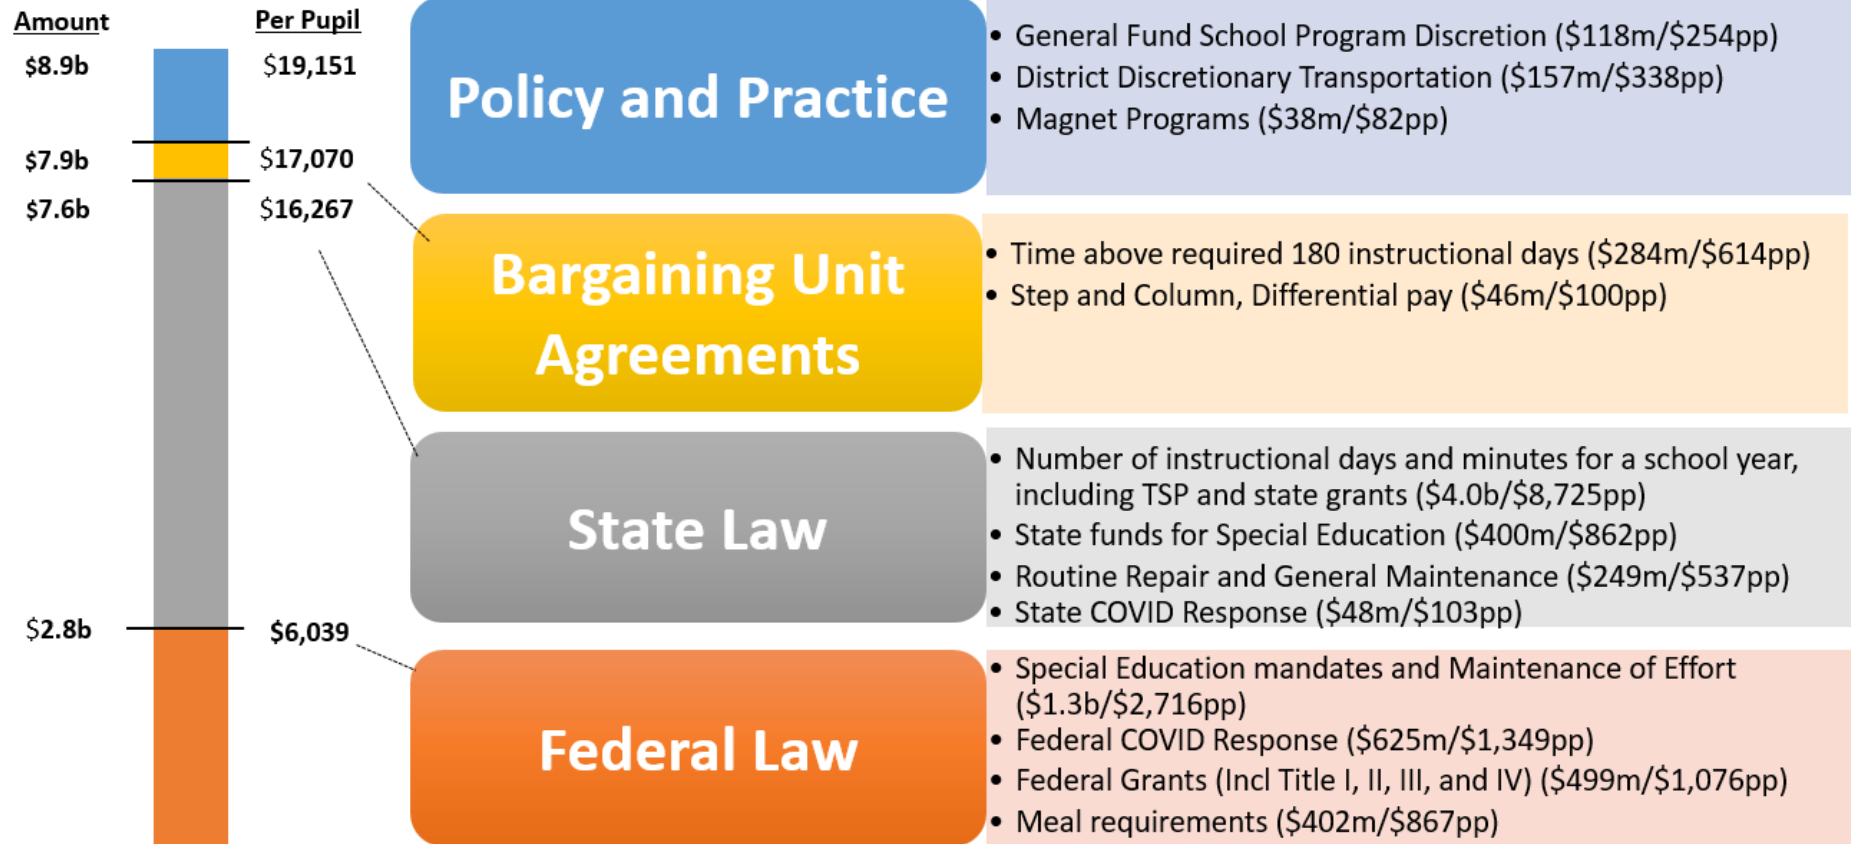 Amount
Per Pupil
$8.9b
$19,151
$7.9b
$17,070
$7.6b
$16,267
$2.8b
$6,039
Policy and Practice
• General Fund School Program Discretion ($118m/$254pp)
• District Discretionary Transportation ($157m/$338pp)
• Magnet Programs ($38m/$82pp)
Bargaining Unit
Agreements
• Time above required 180 instructional days ($284m/$614pp)
• Step and Column, Differential pay ($46m/$100pp)
State Law
• Number of instructional days and minutes for a school year,
including TSP and state grants ($4.0b/$8,725pp)
• State funds for Special Education ($400m/$862pp)
• Routine Repair and General Maintenance ($249m/$537pp)
• State COVID Response ($48m/$103pp)
Federal Law
• Special Education mandates and Maintenance of Effort
($1.3b/$2,716pp)
• Federal COVID Response ($625m/$1,349pp)
• Federal Grants (Incl Title I, II, III, and IV) ($499m/$1,076pp)
• Meal requirements ($402m/$867pp)